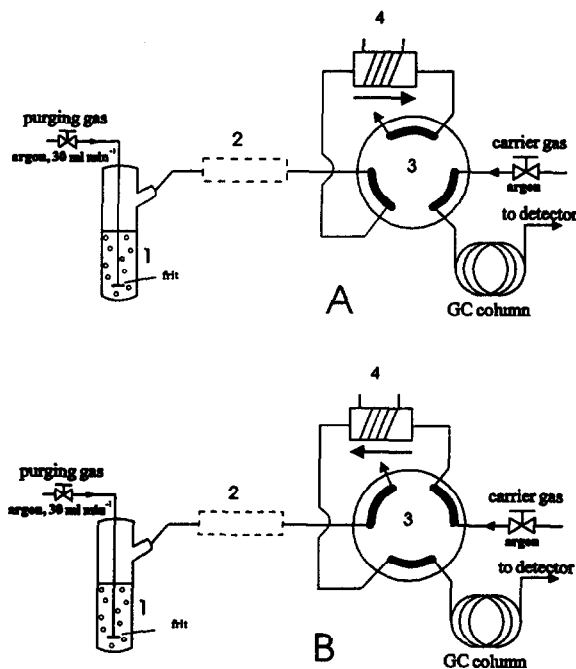 4
purging gas
argon, 30 ml min⁻¹
2
3
carrier gas
argon
to detector
1
frit
GC column
A
4
purging gas
argon, 30 ml min⁻¹
2
3
carrier gas
argon
to detector
1
frit
GC column
B